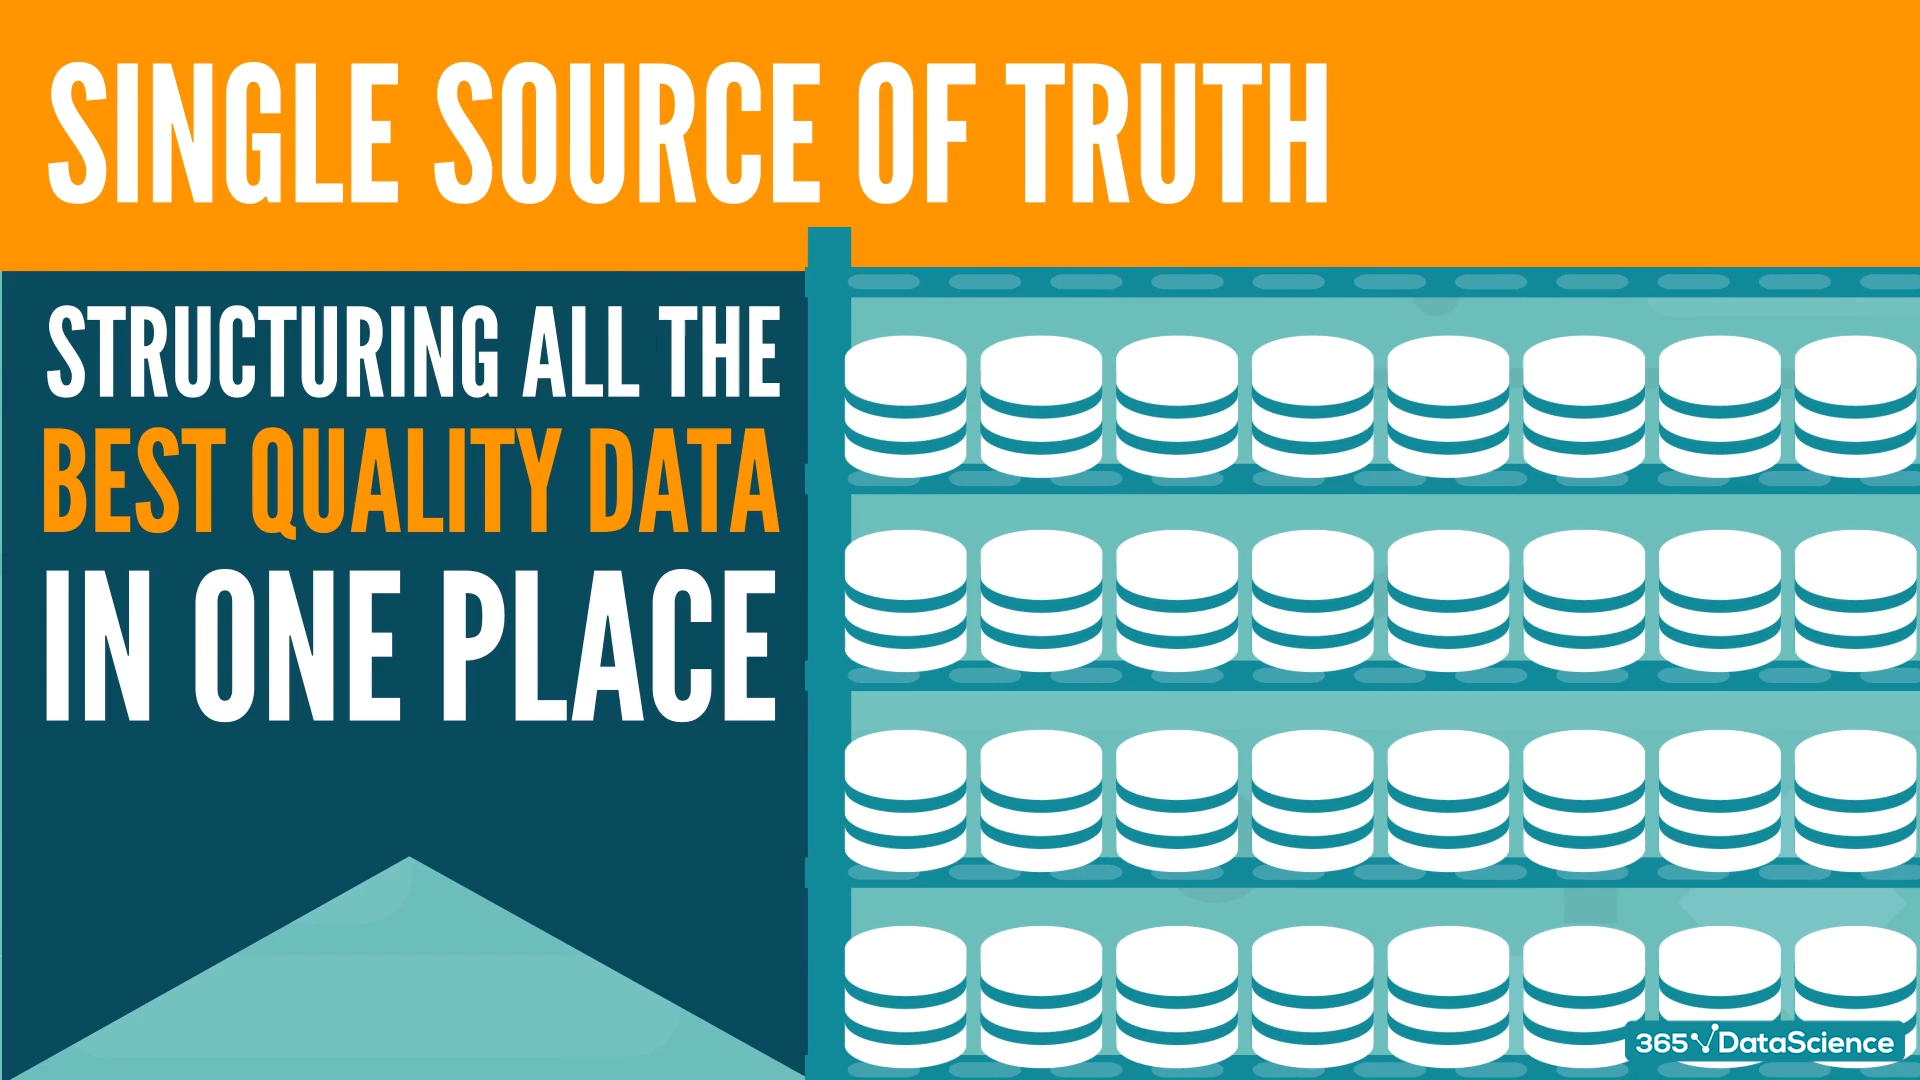 SINGLE SOURCE OF TRUTH
STRUCTURING ALL THE
BEST QUALITY DATA
IN ONE PLACE
365 DataScience